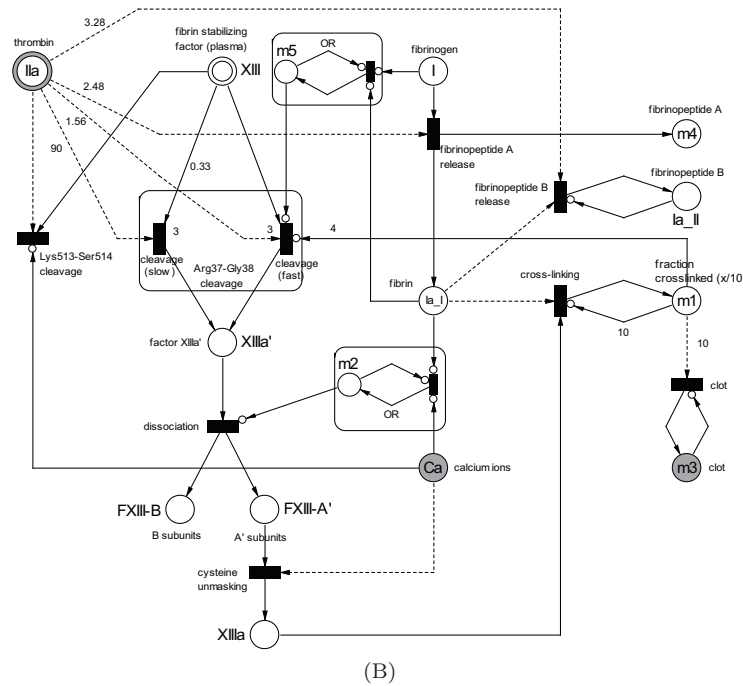 3.28
thrombin
fibrin stabilizing
factor (plasma)
OR
m5
fibrinogen
IIa
XIII
I
2.48
fibrinopeptide A
m4
1.56
90
0.33
fibrinopeptide A
release
fibrinopeptide B
fibrinopeptide B
release
Ia_II
3
3
4
Lys513-Ser514
cleavage
cleavage
(slow)
Arg37-Gly38
cleavage
cleavage
(fast)
fibrin
Ia_I
cross-linking
fraction
crosslinked (x/10
m1
10
10
factor XIIIa'
XIIIa'
m2
OR
clot
dissociation
Ca
calcium ions
m3
clot
FXIII-B
FXIII-A'
B subunits
A' subunits
cysteine
unmasking
XIIIa
(B)